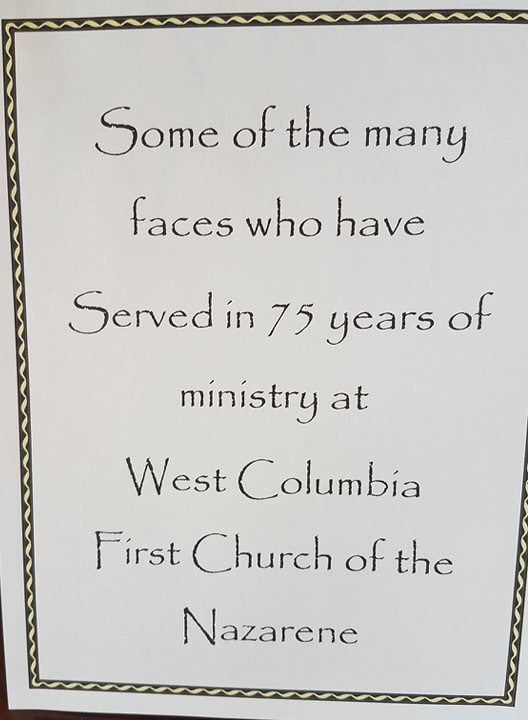 Some of the many
faces who have
Served in 75 years of
ministry at
West Columbia
First Church of the
Nazarene